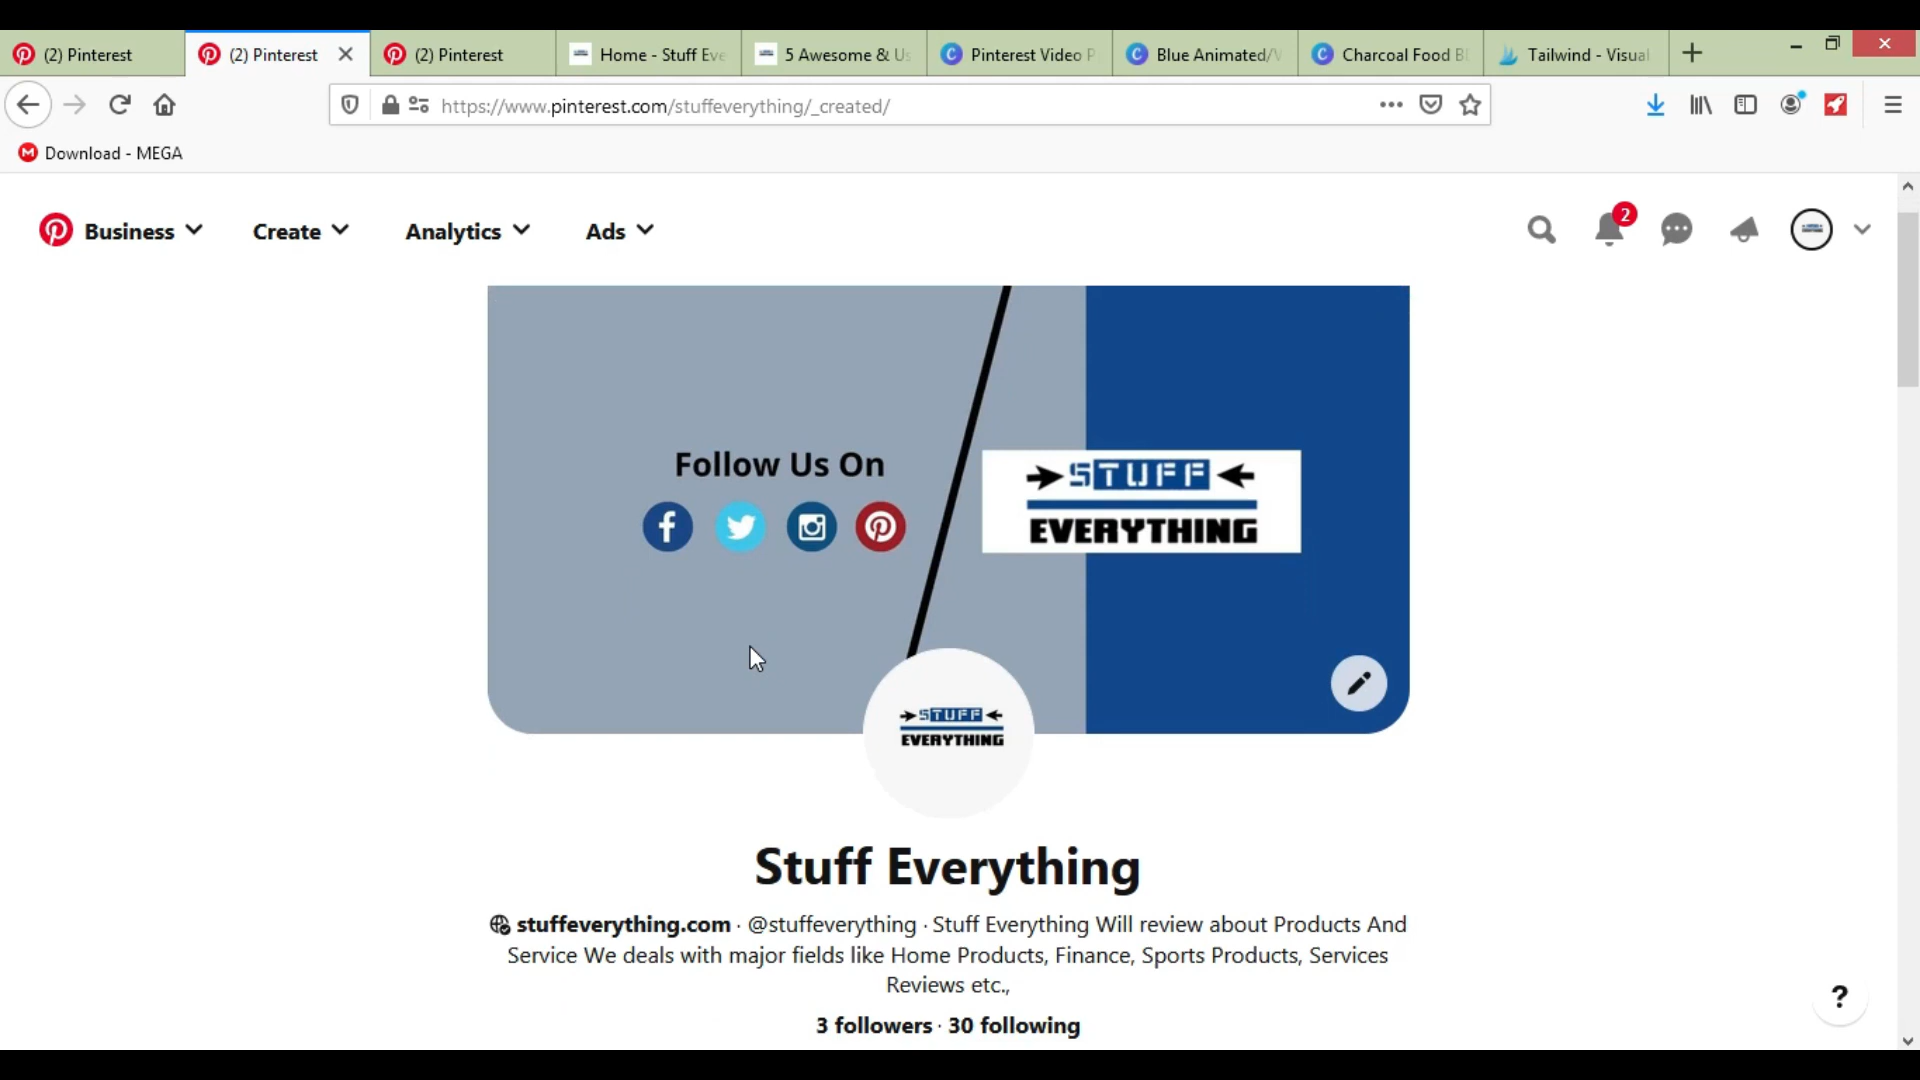 (2) Pinterest
(2) Pinterest
(2) Pinterest
Home - Stuff Eve
5 Awesome & Us
Pinterest Video P
Blue Animated/V
Charcoal Food Bl
Tailwind - Visual
https://www.pinterest.com/stuffeverything/_created/
Download - MEGA
Business
Create
Analytics
Ads
2
Follow Us On
STUFF
EVERYTHING
STUFF
EVERYTHING
Stuff Everything
stuffeverything.com · @stuffeverything · Stuff Everything Will review about Products And
Service We deals with major fields like Home Products, Finance, Sports Products, Services
Reviews etc.,
3 followers · 30 following
?